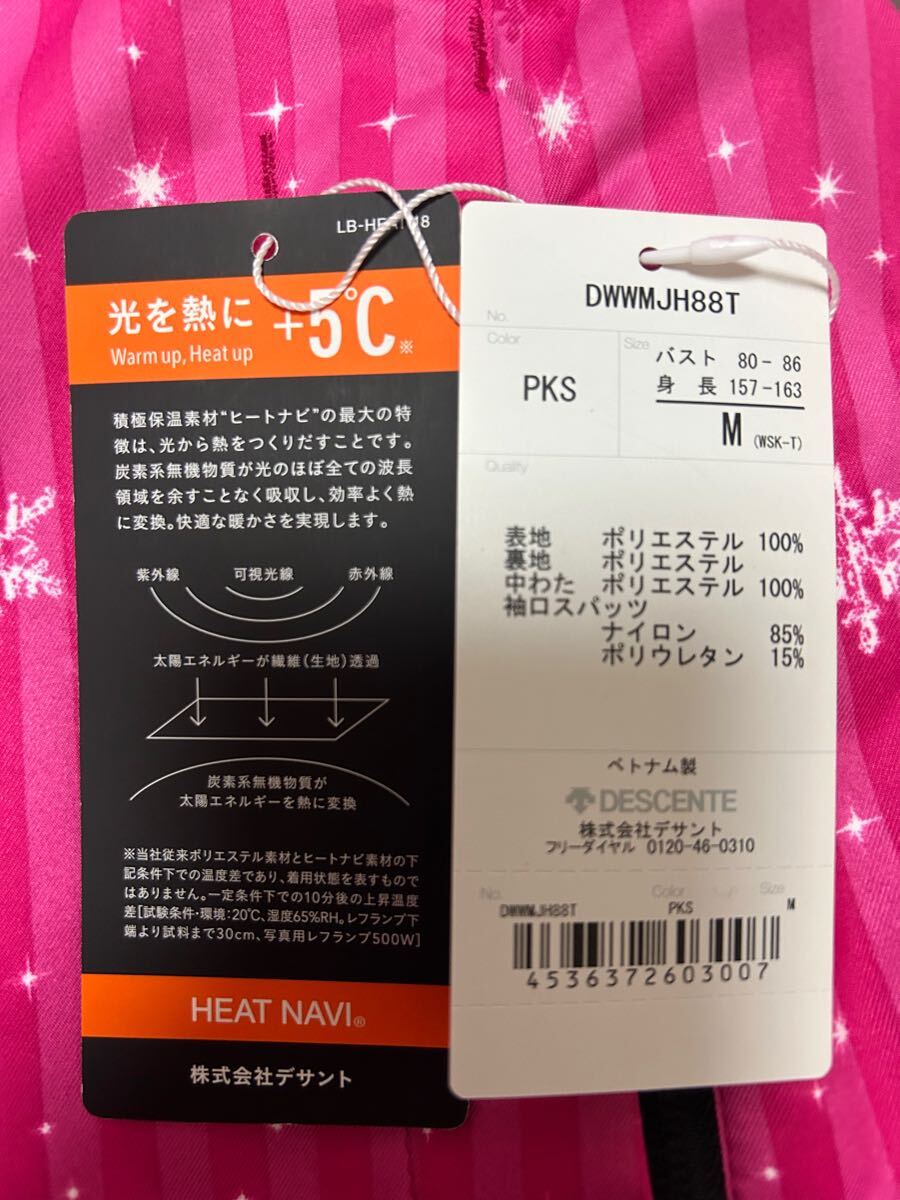 LB-HEAT18
光を熱に +5℃※
Warm up, Heat up
積極保温素材“ヒートナビ”の最大の特
徴は、光から熱をつくりだすことです。
炭素系無機物質が光のほぼ全ての波長
領域を余すことなく吸収し、効率よく熱
に変換。快適な暖かさを実現します。
紫外線 可視光線 赤外線
太陽エネルギーが繊維(生地)透過
炭素系無機物質が
太陽エネルギーを熱に変換
※当社従来ポリエステル素材とヒートナビ素材の下
記条件下での温度差であり、着用状態を表すもので
はありません。一定条件下での10分後の上昇温度
差[試験条件・環境:20℃、湿度65%RH。レフランプ下
端より試料まで30cm、写真用レフランプ500W]
HEAT NAVI®
株式会社デサント
No. DWWMJH88T
Color PKS
Size バスト 80-86
身長 157-163
M (WSK-T)
Quality
表地 ポリエステル 100%
裏地 ポリエステル
中わた ポリエステル 100%
袖口スパッツ
ナイロン 85%
ポリウレタン 15%
ベトナム製
DESCENTE
株式会社デサント
フリーダイヤル 0120-46-0310
No. Color Size
DWWMJH88T PKS M
4536372603007